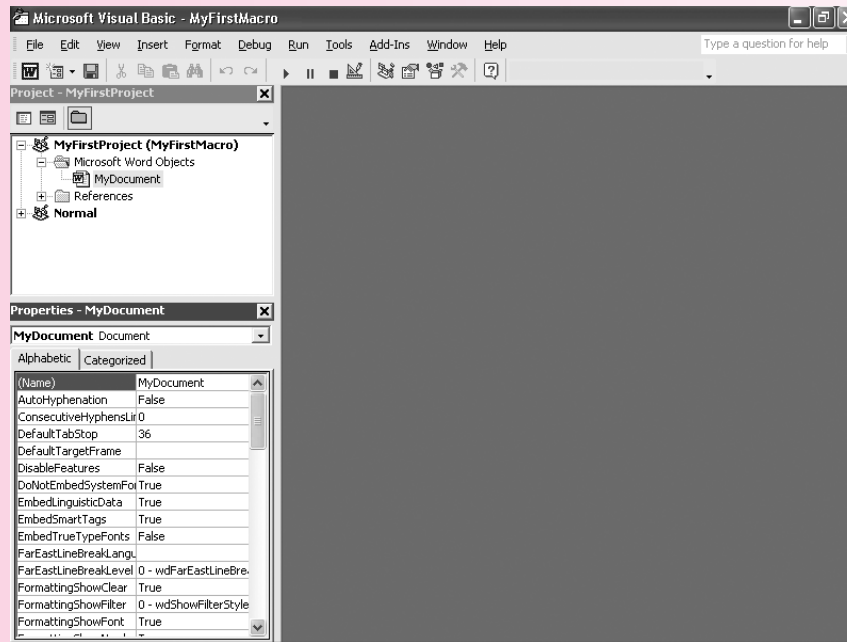 Microsoft Visual Basic - MyFirstMacro
File Edit View Insert Format Debug Run Tools Add-Ins Window Help
Type a question for help
Project - MyFirstProject
MyFirstProject (MyFirstMacro)
Microsoft Word Objects
MyDocument
References
Normal
Properties - MyDocument
MyDocument Document
Alphabetic Categorized
(Name) MyDocument
AutoHyphenation False
ConsecutiveHyphensLir 0
DefaultTabStop 36
DefaultTargetFrame
DisableFeatures False
DoNotEmbedSystemFor True
EmbedLinguisticData True
EmbedSmartTags True
EmbedTrueTypeFonts False
FarEastLineBreakLangu
FarEastLineBreakLevel 0 - wdFarEastLineBre
FormattingShowClear True
FormattingShowFilter 0 - wdShowFilterStyle
FormattingShowFont True